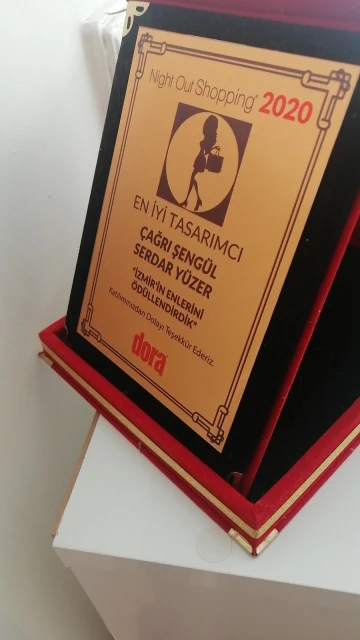 Night Out Shopping® 2020
EN İYİ TASARIMCI
ÇAĞRI ŞENGÜL
SERDAR YÜZER
"İZMİR'İN ENLERİNİ
ÖDÜLLENDİRDİK"
Katılımınızdan Dolayı Teşekkür Ederiz.
dora